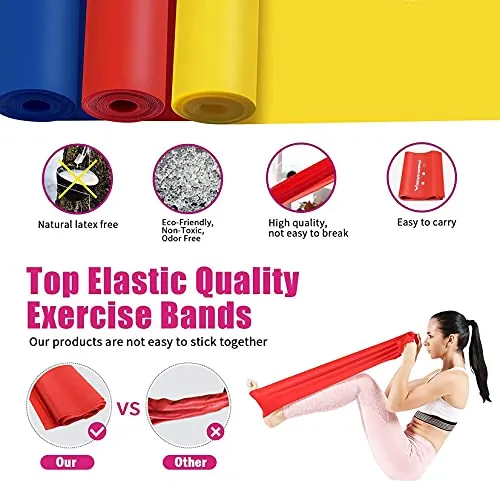 Natural latex free
Eco-Friendly,
Non-Toxic,
Odor Free
High quality,
not easy to break
Easy to carry
Top Elastic Quality
Exercise Bands
Our products are not easy to stick together
VS
Our
Other